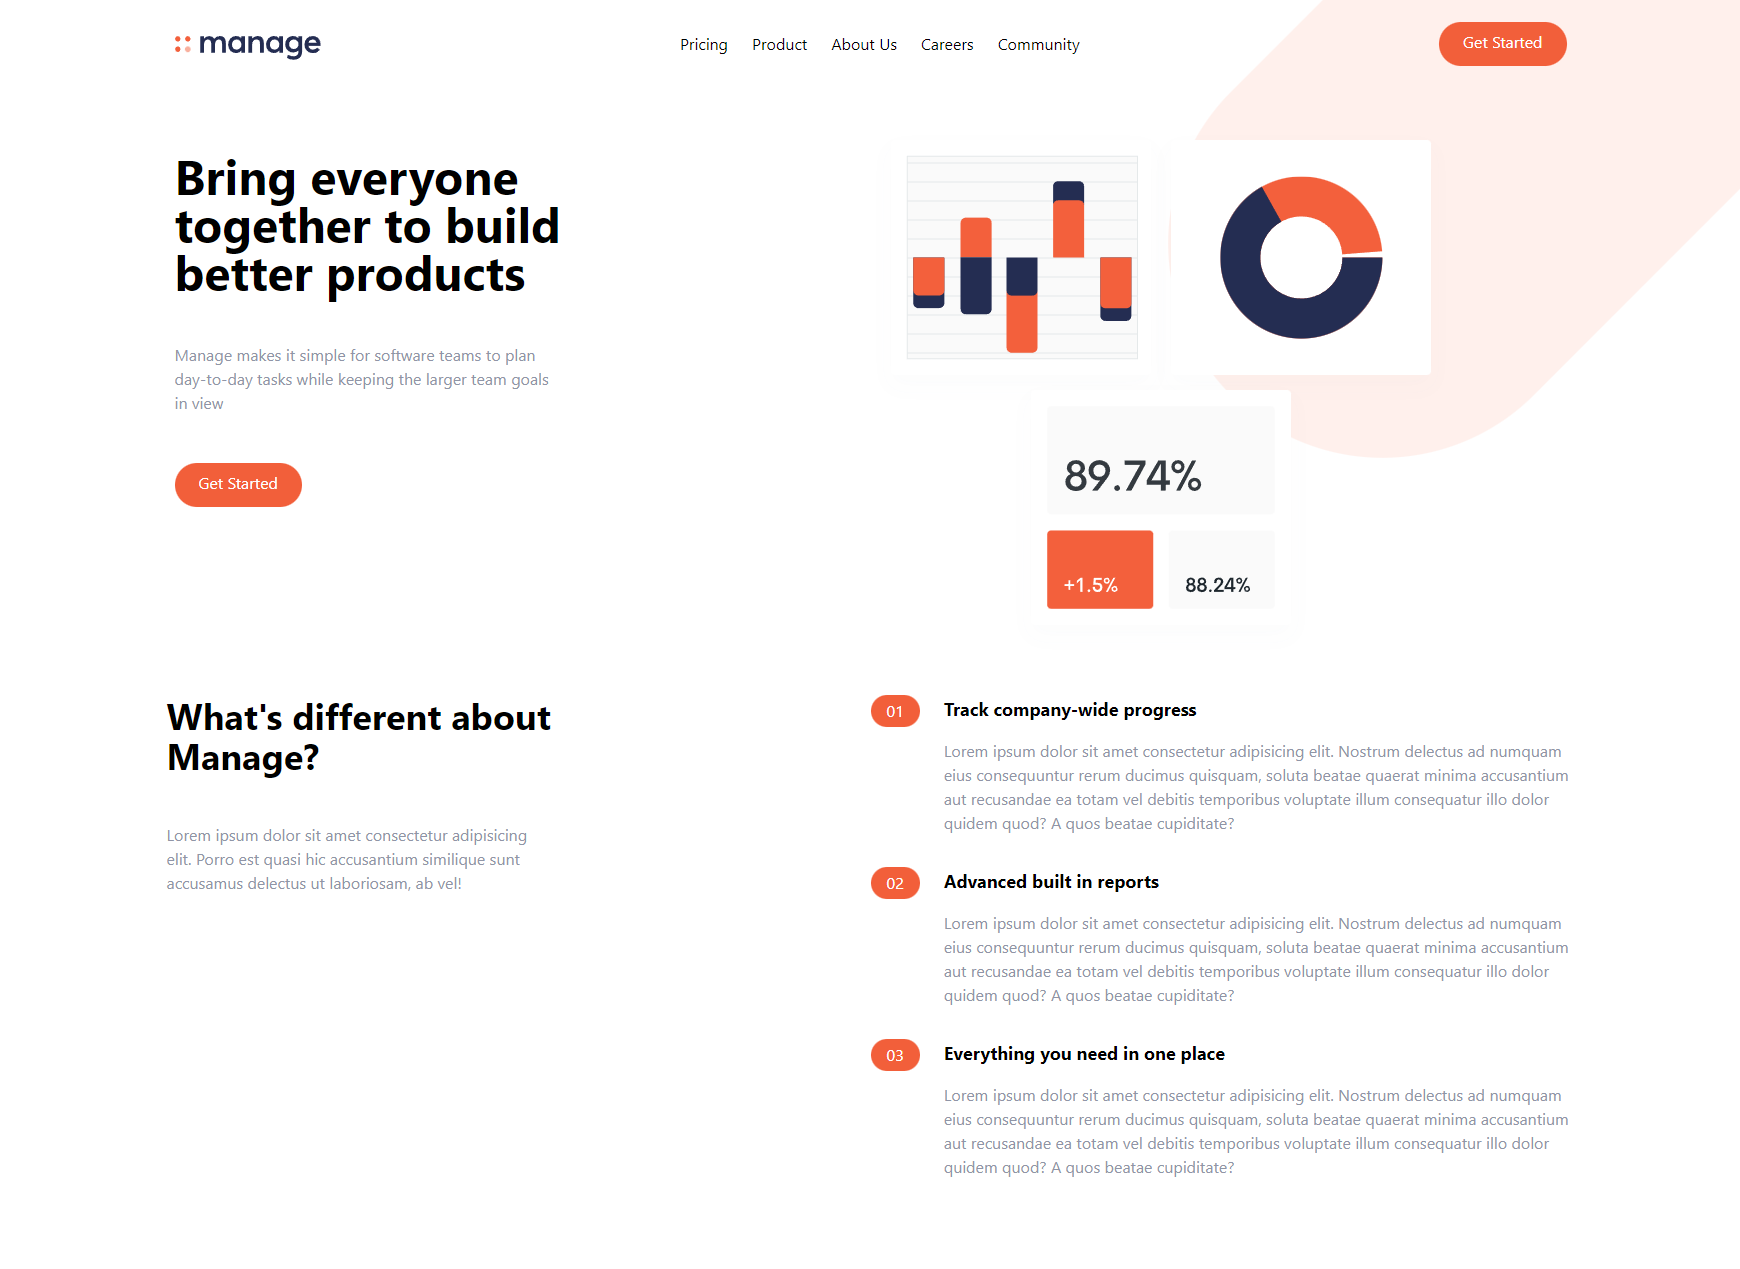 manage
Pricing Product About Us Careers Community
Get Started
Bring everyone
together to build
better products
Manage makes it simple for software teams to plan
day-to-day tasks while keeping the larger team goals
in view
Get Started
89.74%
+1.5% 88.24%
What's different about
Manage?
Lorem ipsum dolor sit amet consectetur adipisicing
elit. Porro est quasi hic accusantium similique sunt
accusamus delectus ut laboriosam, ab vel!
01 Track company-wide progress
Lorem ipsum dolor sit amet consectetur adipisicing elit. Nostrum delectus ad numquam
eius consequuntur rerum ducimus quisquam, soluta beatae quaerat minima accusantium
aut recusandae ea totam vel debitis temporibus voluptate illum consequatur illo dolor
quidem quod? A quos beatae cupiditate?
02 Advanced built in reports
Lorem ipsum dolor sit amet consectetur adipisicing elit. Nostrum delectus ad numquam
eius consequuntur rerum ducimus quisquam, soluta beatae quaerat minima accusantium
aut recusandae ea totam vel debitis temporibus voluptate illum consequatur illo dolor
quidem quod? A quos beatae cupiditate?
03 Everything you need in one place
Lorem ipsum dolor sit amet consectetur adipisicing elit. Nostrum delectus ad numquam
eius consequuntur rerum ducimus quisquam, soluta beatae quaerat minima accusantium
aut recusandae ea totam vel debitis temporibus voluptate illum consequatur illo dolor
quidem quod? A quos beatae cupiditate?